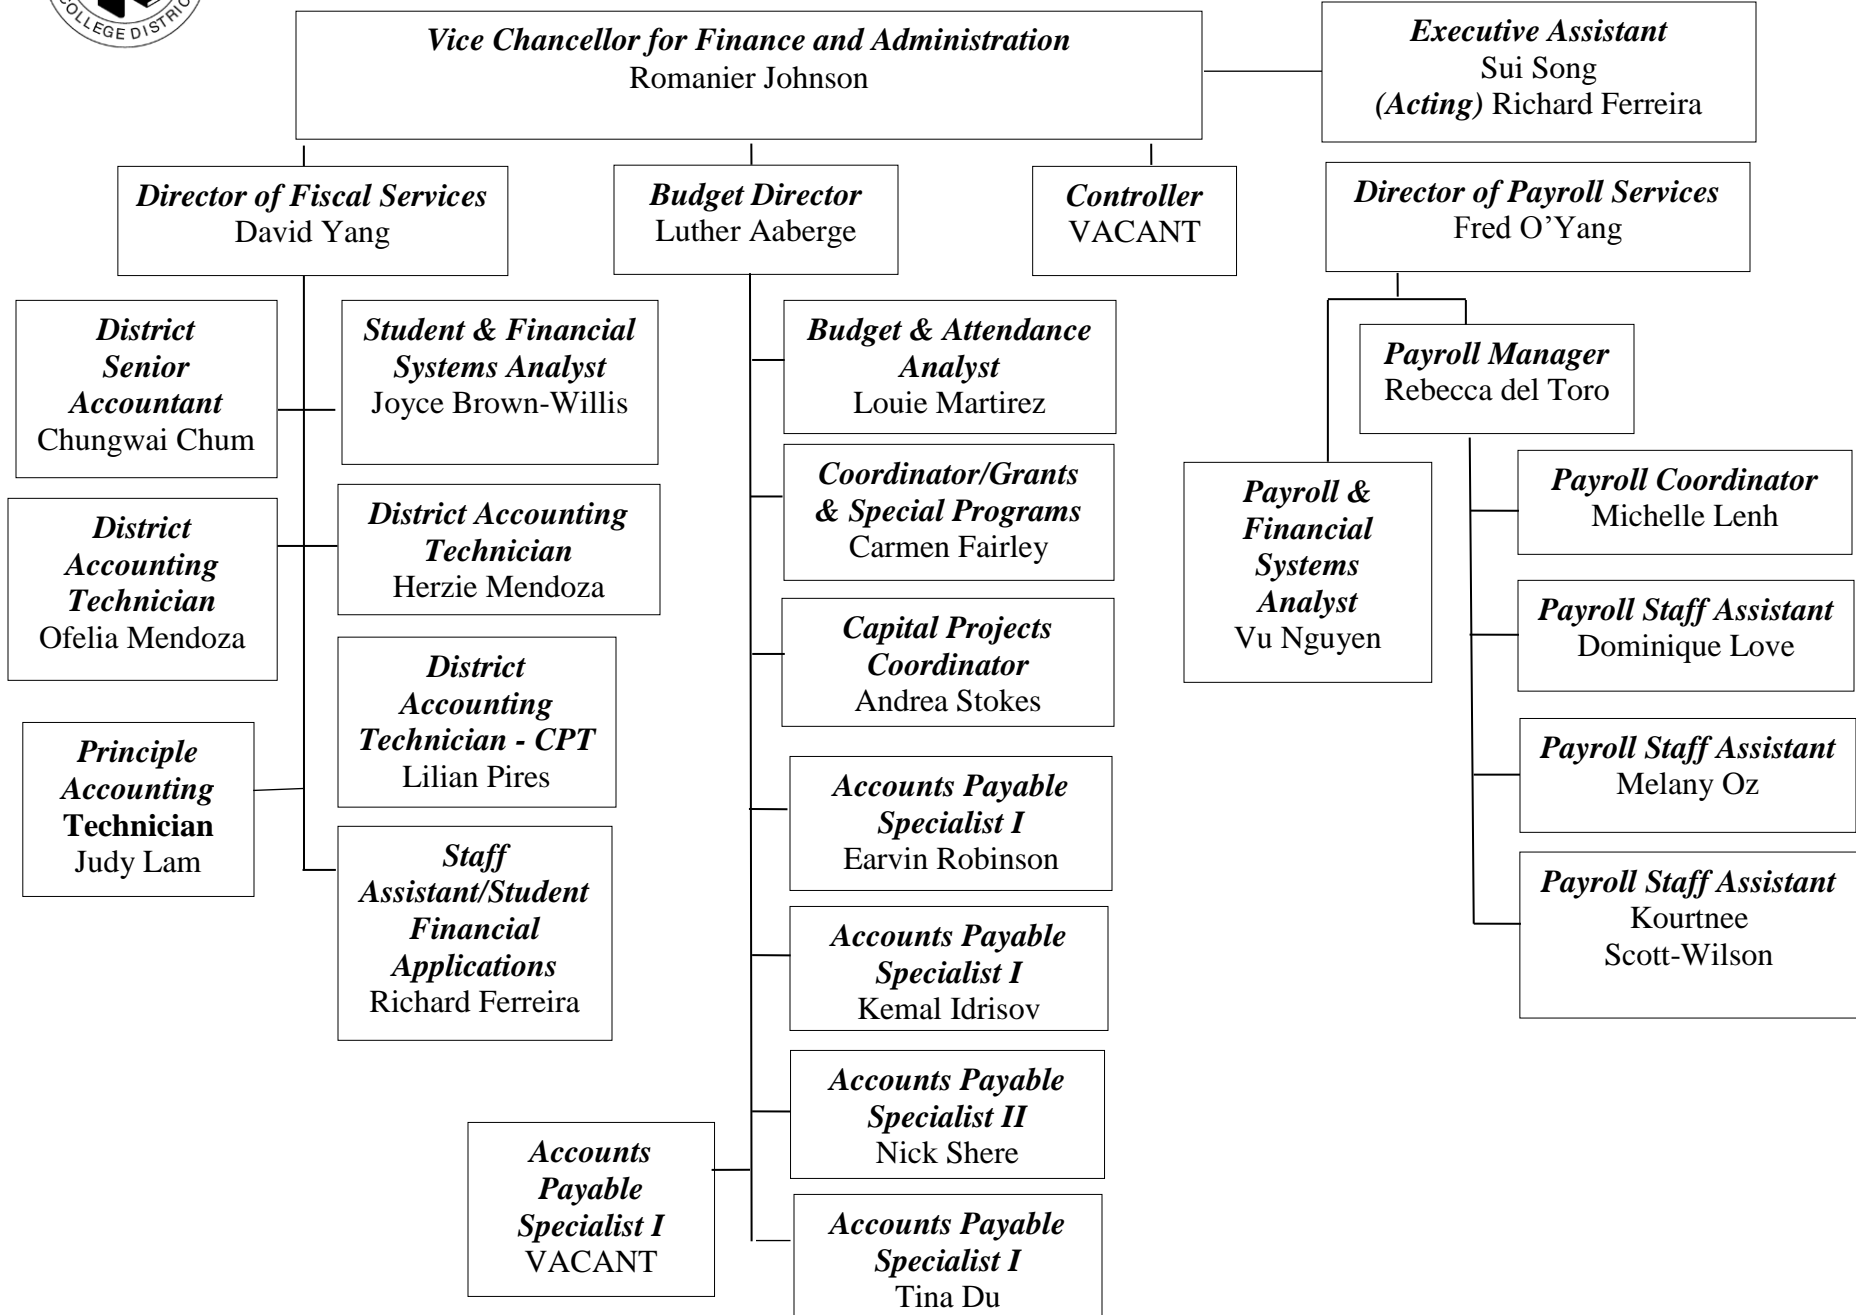 COLLEGE DISTRIC
Vice Chancellor for Finance and Administration
Romanier Johnson
Executive Assistant
Sui Song
(Acting) Richard Ferreira
Director of Fiscal Services
David Yang
Budget Director
Luther Aaberge
Controller
VACANT
Director of Payroll Services
Fred O’Yang
District
Senior
Accountant
Chungwai Chum
Student & Financial
Systems Analyst
Joyce Brown-Willis
District
Accounting
Technician
Ofelia Mendoza
District Accounting
Technician
Herzie Mendoza
District
Accounting
Technician - CPT
Lilian Pires
Principle
Accounting
Technician
Judy Lam
Staff
Assistant/Student
Financial
Applications
Richard Ferreira
Budget & Attendance
Analyst
Louie Martirez
Coordinator/Grants
& Special Programs
Carmen Fairley
Capital Projects
Coordinator
Andrea Stokes
Accounts Payable
Specialist I
Earvin Robinson
Accounts Payable
Specialist I
Kemal Idrisov
Accounts Payable
Specialist II
Nick Shere
Accounts
Payable
Specialist I
VACANT
Accounts Payable
Specialist I
Tina Du
Payroll &
Financial
Systems
Analyst
Vu Nguyen
Payroll Manager
Rebecca del Toro
Payroll Coordinator
Michelle Lenh
Payroll Staff Assistant
Dominique Love
Payroll Staff Assistant
Melany Oz
Payroll Staff Assistant
Kourtnee
Scott-Wilson